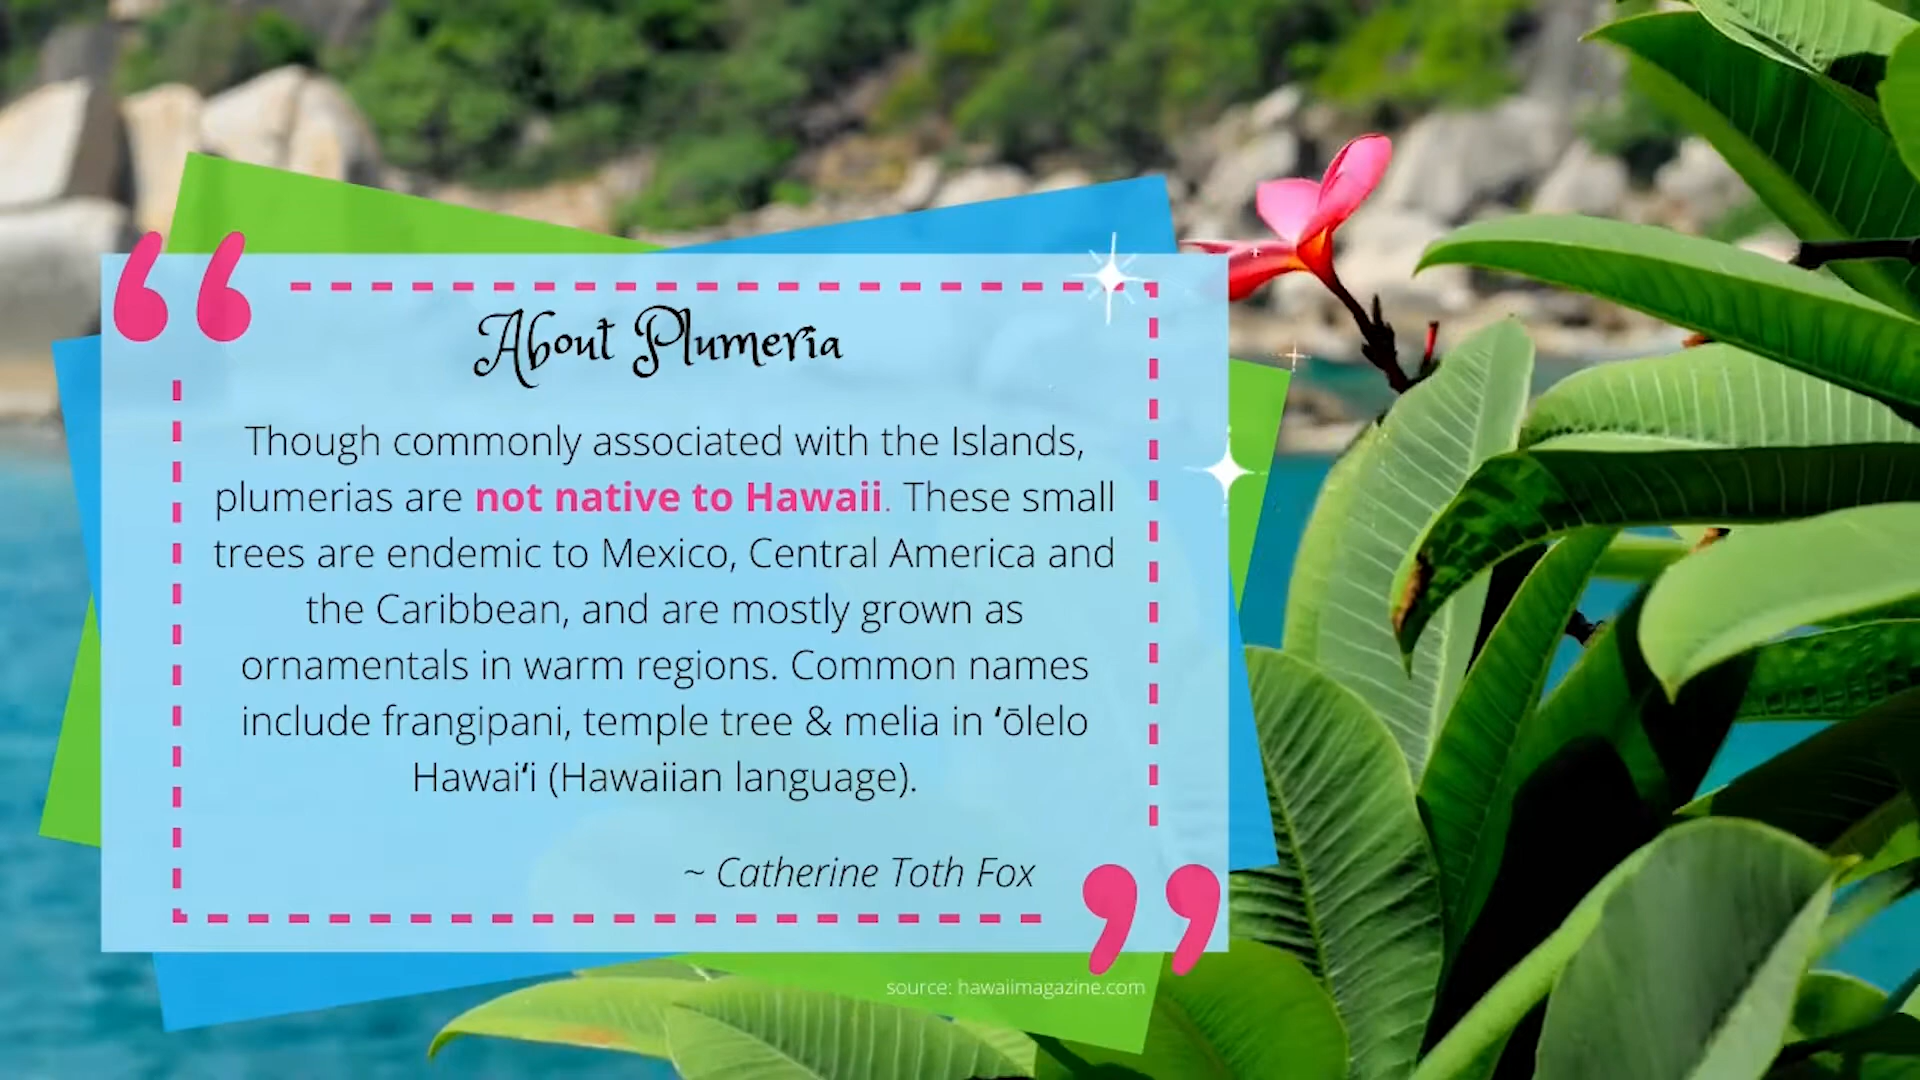 About Plumeria
Though commonly associated with the Islands,
plumerias are not native to Hawaii. These small
trees are endemic to Mexico, Central America and
the Caribbean, and are mostly grown as
ornamentals in warm regions. Common names
include frangipani, temple tree & melia in ʻōlelo
Hawaiʻi (Hawaiian language).
~ Catherine Toth Fox
source: hawaiimagazine.com